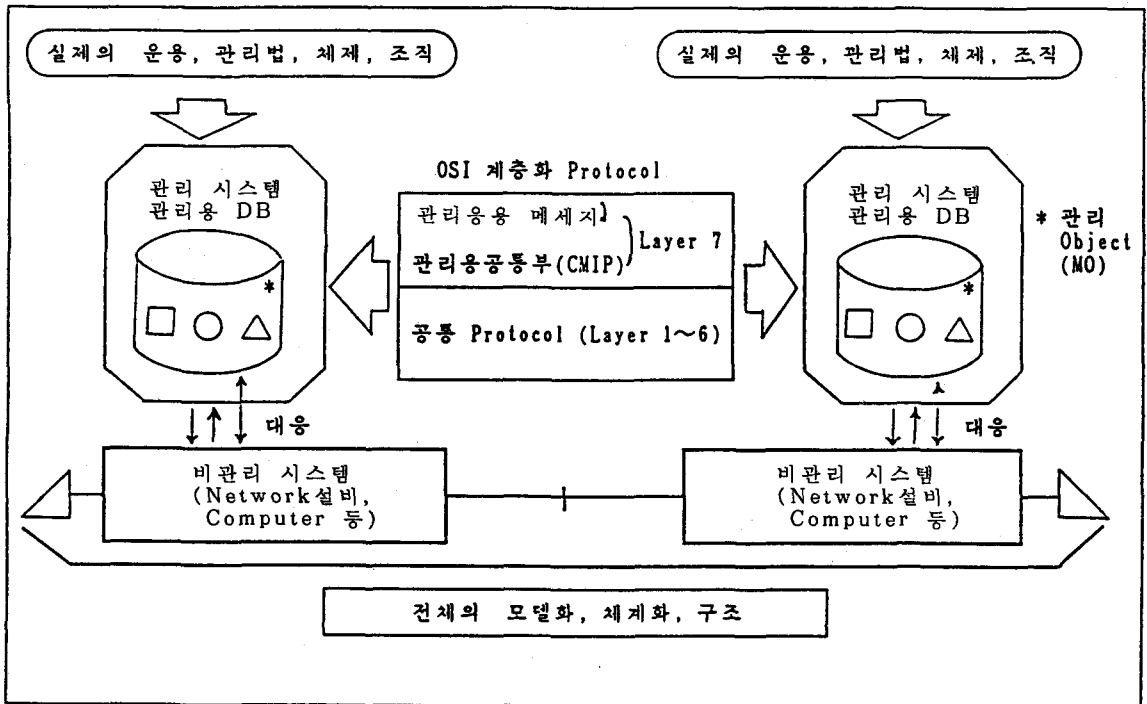 실제의 운용, 관리법, 체제, 조직
실제의 운용, 관리법, 채제, 조직
관리 시스템
관리용 DB
*
OSI 계층화 Protocol
관리응용 메세지
관리용공통부(CMIP)
Layer 7
공통 Protocol (Layer 1~6)
관리 시스템
관리용 DB
*
* 관리
Object
(MO)
대응
대응
비관리 시스템
(Network설비,
Computer 등)
비관리 시스템
(Network설비,
Computer 등)
전체의 모델화, 체계화, 구조